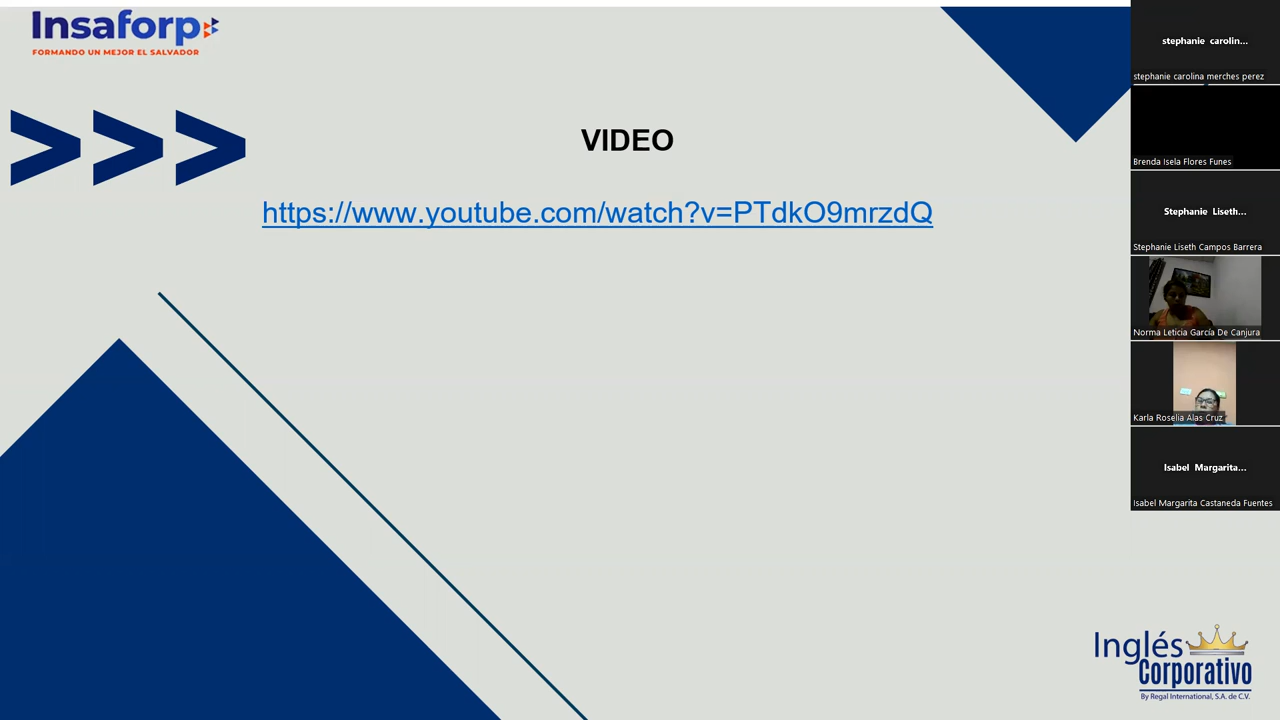 Insaforp
FORMANDO UN MEJOR EL SALVADOR
>>>
VIDEO
https://www.youtube.com/watch?v=PTdkO9mrzdQ
stephanie carolin...
stephanie carolina merches perez
Brenda Isela Flores Funes
Stephanie Liseth...
Stephanie Liseth Campos Barrera
Norma Leticia García De Canjura
Karla Roselia Alas Cruz
Isabel Margarita...
Isabel Margarita Castaneda Fuentes
Inglés
Corporativo
By Regal International, S.A. de C.V.